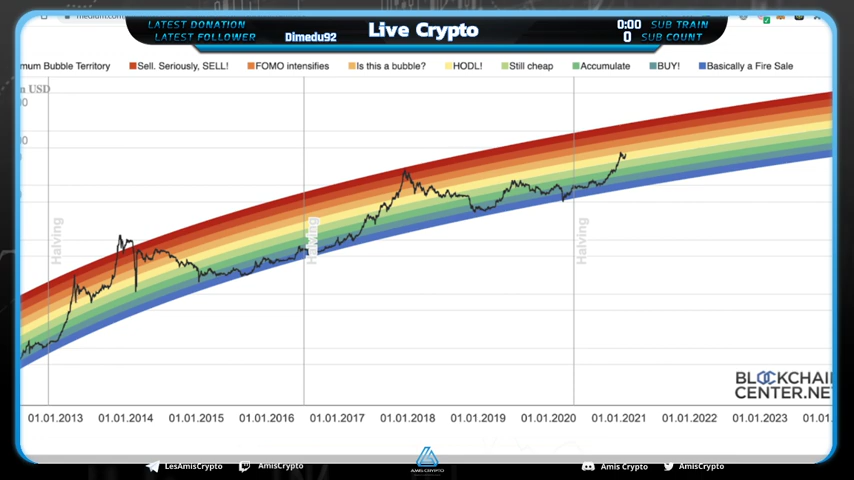 LATEST DONATION
LATEST FOLLOWER Dimedu92
Live Crypto
0:00 SUB TRAIN
0 SUB COUNT
mum Bubble Territory Sell. Seriously, SELL! FOMO intensifies Is this a bubble? HODL! Still cheap Accumulate BUY! Basically a Fire Sale
USD
Halving Halving Halving
BLOCKCHAI
CENTER.NE
01.01.2013 01.01.2014 01.01.2015 01.01.2016 01.01.2017 01.01.2018 01.01.2019 01.01.2020 01.01.2021 01.01.2022 01.01.2023 01.01.
LesAmisCrypto AmisCrypto AMIS CRYPTO Amis Crypto AmisCrypto